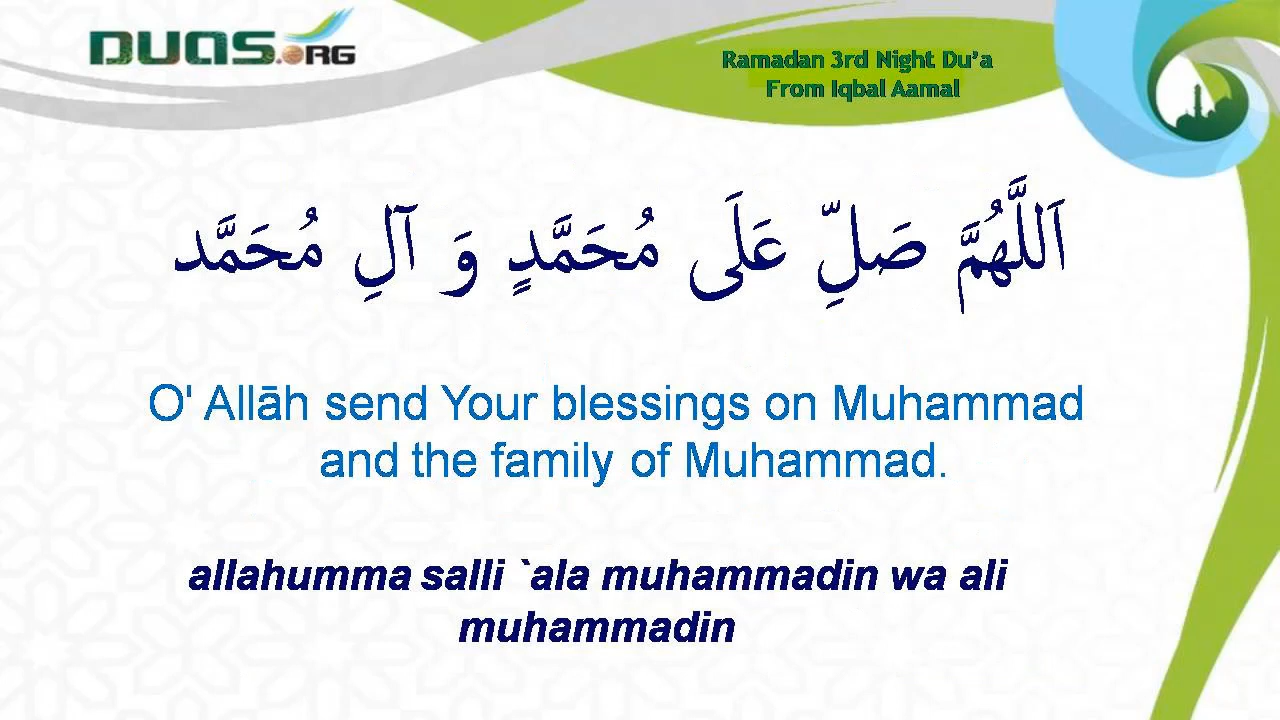 DUAS.ORG
Ramadan 3rd Night Du’a
From Iqbal Aamal
اَللَّهُمَّ صَلِّ عَلَى مُحَمَّدٍ وَ آلِ مُحَمَّد
O' Allāh send Your blessings on Muhammad
and the family of Muhammad.
allahumma salli `ala muhammadin wa ali
muhammadin